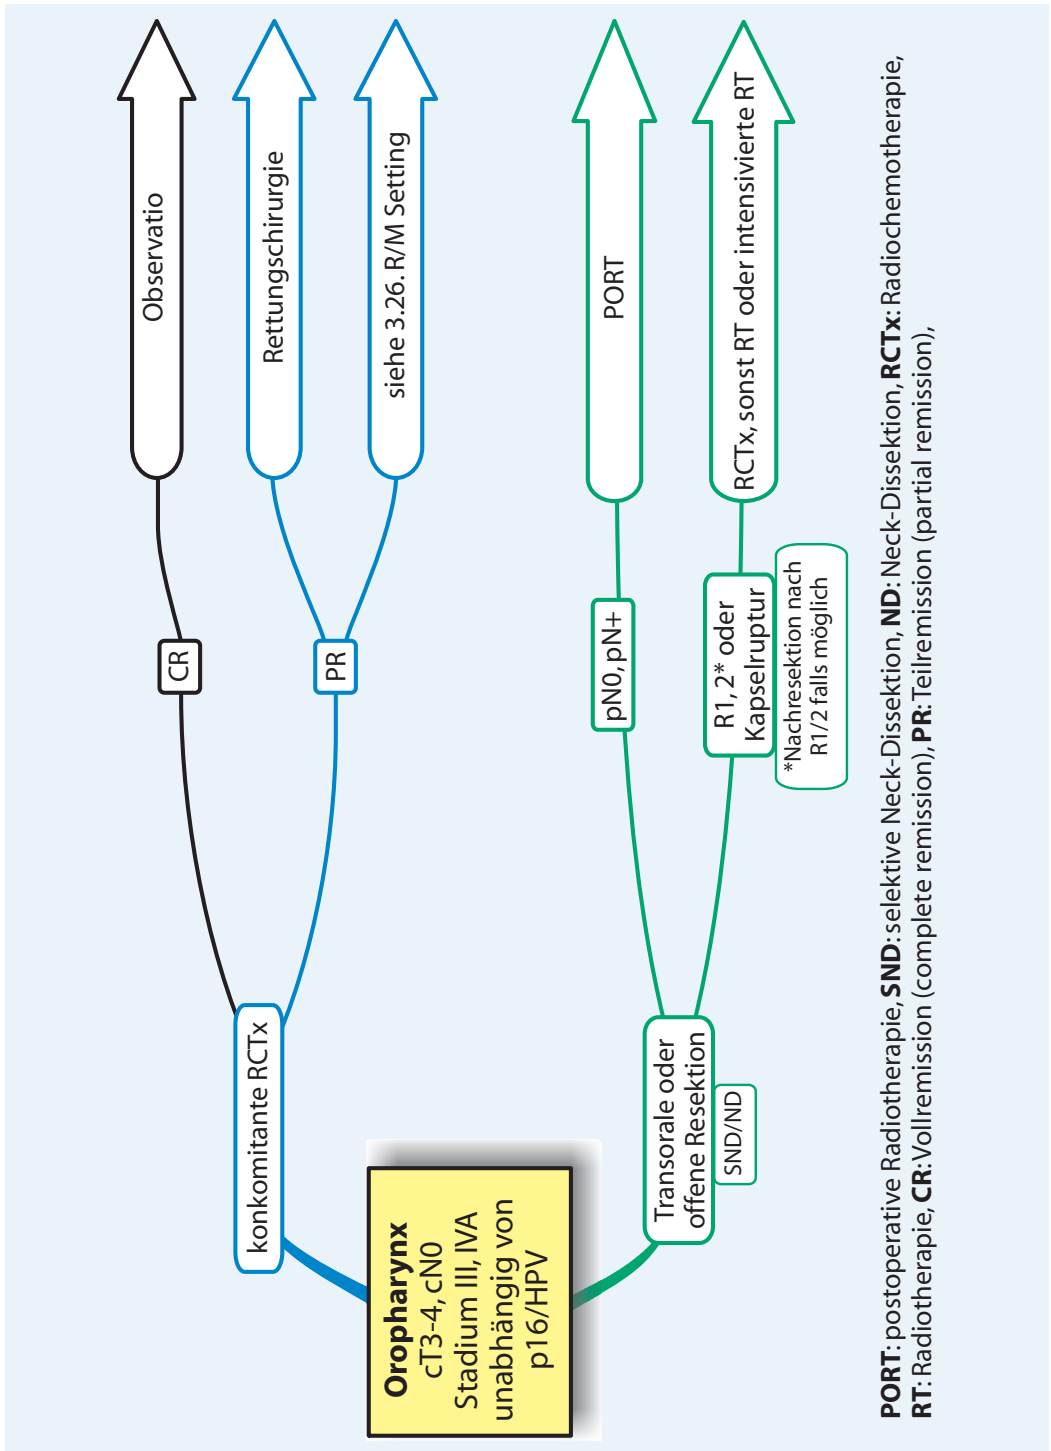 Oropharynx
cT3-4, cN0
Stadium III, IVA
unabhängig von
p16/HPV
konkomitante RCTx
CR
Observatio
PR
Rettungschirurgie
siehe 3.26. R/M Setting
Transorale oder
offene Resektion
SND/ND
pN0, pN+
PORT
R1, 2* oder
Kapselruptur
*Nachresektion nach
R1/2 falls möglich
RCTx, sonst RT oder intensivierte RT
PORT: postoperative Radiotherapie, SND: selektive Neck-Dissektion, ND: Neck-Dissektion, RCTx: Radiochemotherapie,
RT: Radiotherapie, CR: Vollremission (complete remission), PR: Teilremission (partial remission),